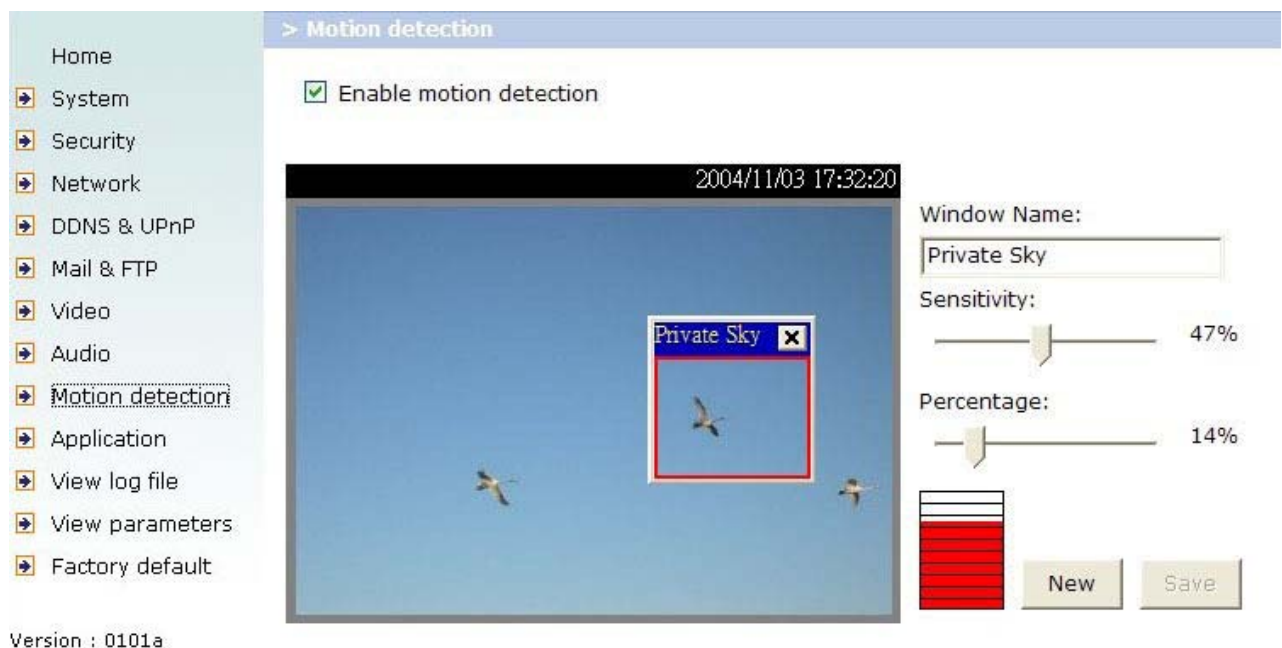 > Motion detection
Home
System
Security
Network
DDNS & UPnP
Mail & FTP
Video
Audio
Motion detection
Application
View log file
View parameters
Factory default
Version : 0101a
Enable motion detection
2004/11/03 17:32:20
Private Sky
Window Name:
Private Sky
Sensitivity:
47%
Percentage:
14%
New
Save